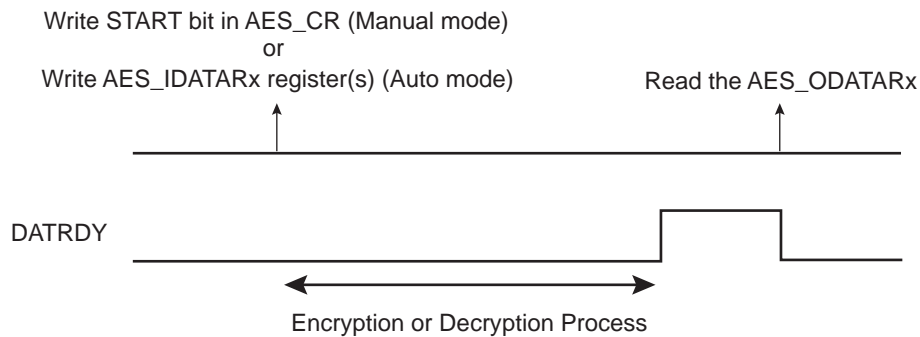 Write START bit in AES_CR (Manual mode)
or
Write AES_IDATARx register(s) (Auto mode)
Read the AES_ODATARx
DATRDY
Encryption or Decryption Process